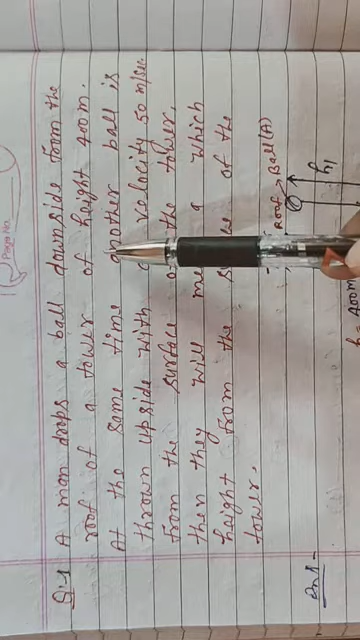 Page No.
Q.1 A man drops a ball downside from the
roof of a tower of height 400m.
At the same time another ball is
thrown upside with velocity 50 m/sec
from the surface of the tower,
then they will at which
height from the of the
tower.
Ans-
Roof Ball(A)
h1
h 400m